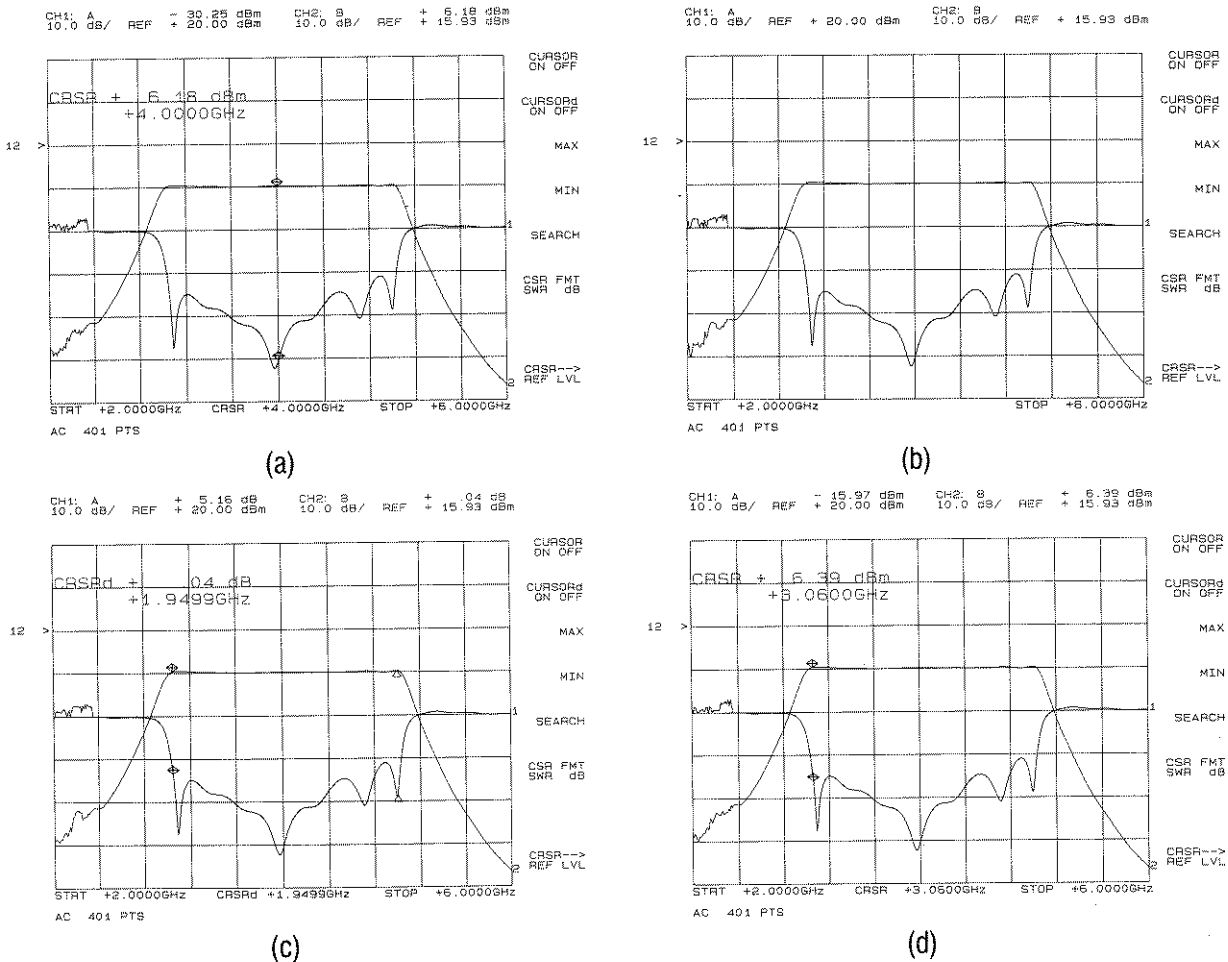 CH1: A - 30.25 dBm CH2: B + 6.18 dBm
10.0 dB/ REF + 20.00 dBm 10.0 dB/ REF + 15.93 dBm
CRSR + 6.18 dBm
+4.0000GHz
12 >
CURSOR
ON OFF
CURSORd
ON OFF
MAX
MIN
1
SEARCH
CSR FMT
SWR dB
CRSR-->
REF LVL
2
STRT +2.0000GHz CRSR +4.0000GHz STOP +6.0000GHz
AC 401 PTS
(a)
CH1: A CH2: B
10.0 dB/ REF + 20.00 dBm 10.0 dB/ REF + 15.93 dBm
12 >
CURSOR
ON OFF
CURSORd
ON OFF
MAX
MIN
1
SEARCH
CSR FMT
SWR dB
CRSR-->
REF LVL
2
STRT +2.0000GHz STOP +6.0000GHz
AC 401 PTS
(b)
CH1: A + 5.16 dB CH2: B + .04 dB
10.0 dB/ REF + 20.00 dBm 10.0 dB/ REF + 15.93 dBm
CRSRd + .04 dB
+1.9499GHz
12 >
CURSOR
ON OFF
CURSORd
ON OFF
MAX
MIN
1
SEARCH
CSR FMT
SWR dB
CRSR-->
REF LVL
2
STRT +2.0000GHz CRSRd +1.9499GHz STOP +6.0000GHz
AC 401 PTS
(c)
CH1: A - 15.97 dBm CH2: B + 6.39 dBm
10.0 dB/ REF + 20.00 dBm 10.0 dB/ REF + 15.93 dBm
CRSR + 6.39 dBm
+3.0600GHz
12 >
CURSOR
ON OFF
CURSORd
ON OFF
MAX
MIN
1
SEARCH
CSR FMT
SWR dB
CRSR-->
REF LVL
2
STRT +2.0000GHz CRSR +3.0600GHz STOP +6.0000GHz
AC 401 PTS
(d)